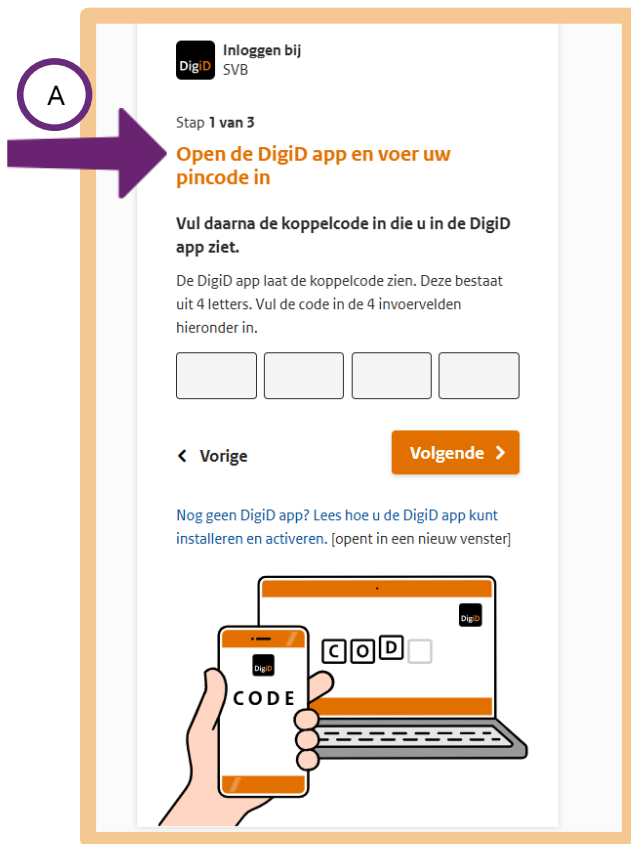 DigiD
Inloggen bij
SVB
A
Stap 1 van 3
Open de DigiD app en voer uw
pincode in
Vul daarna de koppelcode in die u in de DigiD
app ziet.
De DigiD app laat de koppelcode zien. Deze bestaat
uit 4 letters. Vul de code in de 4 invoervelden
hieronder in.
Vorige
Volgende
Nog geen DigiD app? Lees hoe u de DigiD app kunt
installeren en activeren. [opent in een nieuw venster]
DigiD
C O D
DigiD
CODE